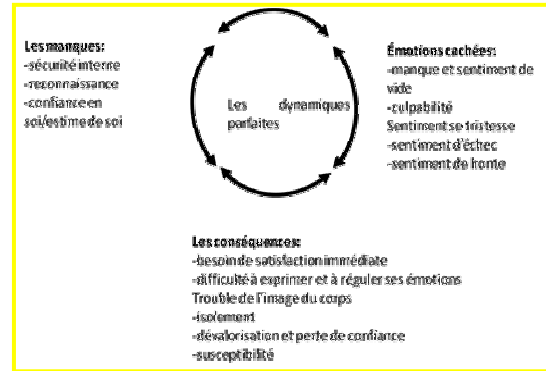 Les manques:
-sécurité interne
-reconnaissance
-confiance en
soi/estime de soi
Les dynamiques
parfaites
Émotions cachées:
-manque et sentiment de
vide
-culpabilité
Sentiment se tristesse
-sentiment d'échec
-sentiment de honte
Les conséquences:
-besoin de satisfaction immédiate
-difficulté à exprimer et à réguler ses émotions
Trouble de l'image du corps
-isolement
-dévalorisation et perte de confiance
-susceptibilité